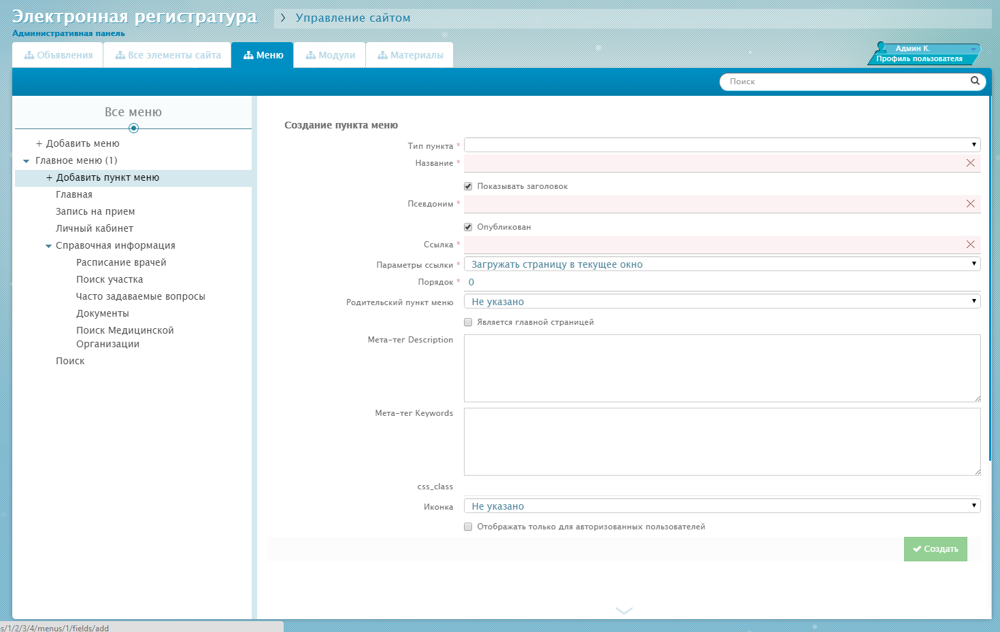 Электронная регистратура
Управление сайтом
Административная панель
Объявления
Все элементы сайта
Меню
Модули
Материалы
Админ К.
Профиль пользователя
Поиск
Все меню
+ Добавить меню
Главное меню (1)
+ Добавить пункт меню
Главная
Запись на прием
Личный кабинет
Справочная информация
Расписание врачей
Поиск участка
Часто задаваемые вопросы
Документы
Поиск Медицинской
Организации
Поиск
Создание пункта меню
Тип пункта *
Название *
Показывать заголовок
Псевдоним *
Опубликован
Ссылка *
Параметры ссылки * Загружать страницу в текущее окно
Порядок * 0
Родительский пункт меню Не указано
Является главной страницей
Мета-тег Description
Мета-тег Keywords
css_class
Иконка Не указано
Отображать только для авторизованных пользователей
Создать
s/1/2/3/4/menus/1/fields/add